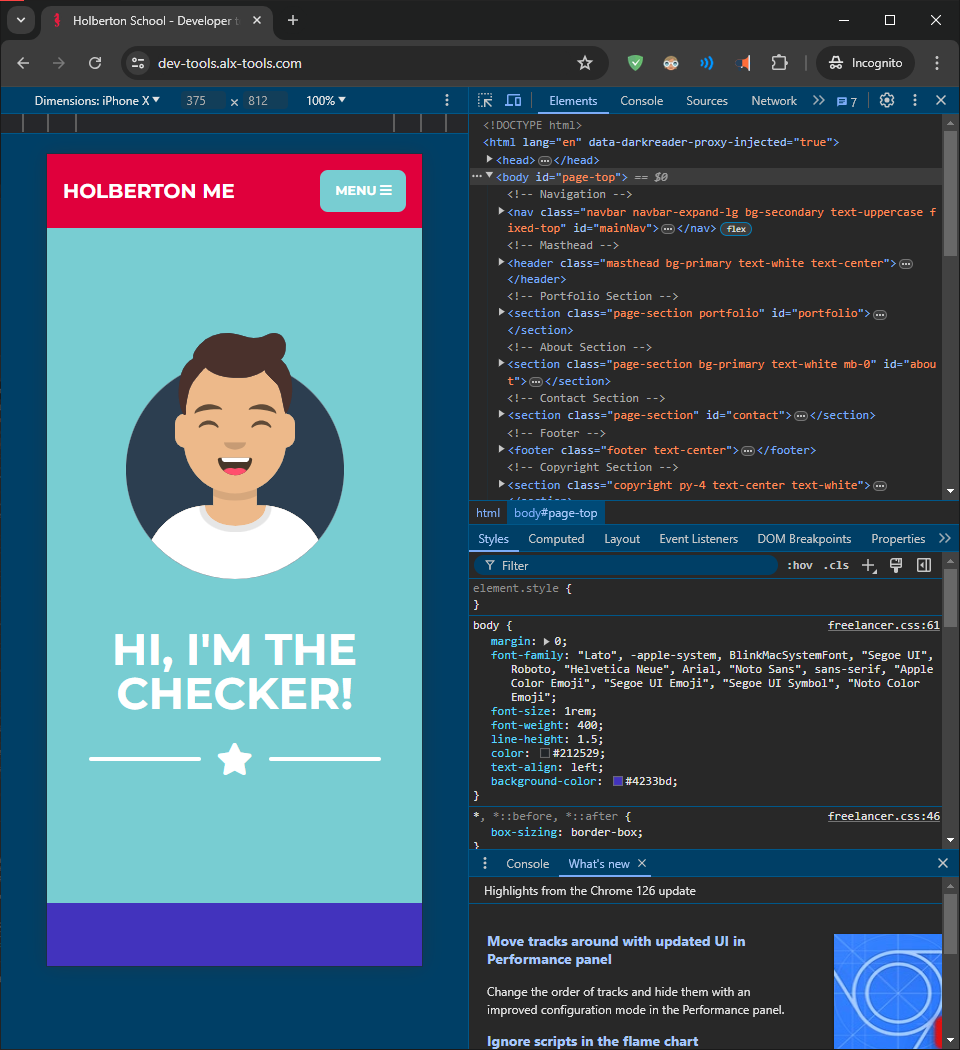 Holberton School - Developer t
dev-tools.alx-tools.com
Incognito
Dimensions: iPhone X 375 × 812 100%
Elements Console Sources Network 7
HOLBERTON ME
MENU
HI, I'M THE
CHECKER!
<!DOCTYPE html>
<html lang="en" data-darkreader-proxy-injected="true">
<head> </head>
<body id="page-top"> == $0
<!-- Navigation -->
<nav class="navbar navbar-expand-lg bg-secondary text-uppercase f
ixed-top" id="mainNav"> </nav> flex
<!-- Masthead -->
<header class="masthead bg-primary text-white text-center">
</header>
<!-- Portfolio Section -->
<section class="page-section portfolio" id="portfolio">
</section>
<!-- About Section -->
<section class="page-section bg-primary text-white mb-0" id="abou
t"> </section>
<!-- Contact Section -->
<section class="page-section" id="contact"> </section>
<!-- Footer -->
<footer class="footer text-center"> </footer>
<!-- Copyright Section -->
<section class="copyright py-4 text-center text-white">
html body#page-top
Styles Computed Layout Event Listeners DOM Breakpoints Properties
Filter :hov .cls
element.style {
}
body { freelancer.css:61
margin: 0;
font-family: "Lato", -apple-system, BlinkMacSystemFont, "Segoe UI",
Roboto, "Helvetica Neue", Arial, "Noto Sans", sans-serif, "Apple
Color Emoji", "Segoe UI Emoji", "Segoe UI Symbol", "Noto Color
Emoji";
font-size: 1rem;
font-weight: 400;
line-height: 1.5;
color: #212529;
text-align: left;
background-color: #4233bd;
}
*, *::before, *::after { freelancer.css:46
box-sizing: border-box;
}
Console What's new
Highlights from the Chrome 126 update
Move tracks around with updated UI in
Performance panel
Change the order of tracks and hide them with an
improved configuration mode in the Performance panel.
Ignore scripts in the flame chart